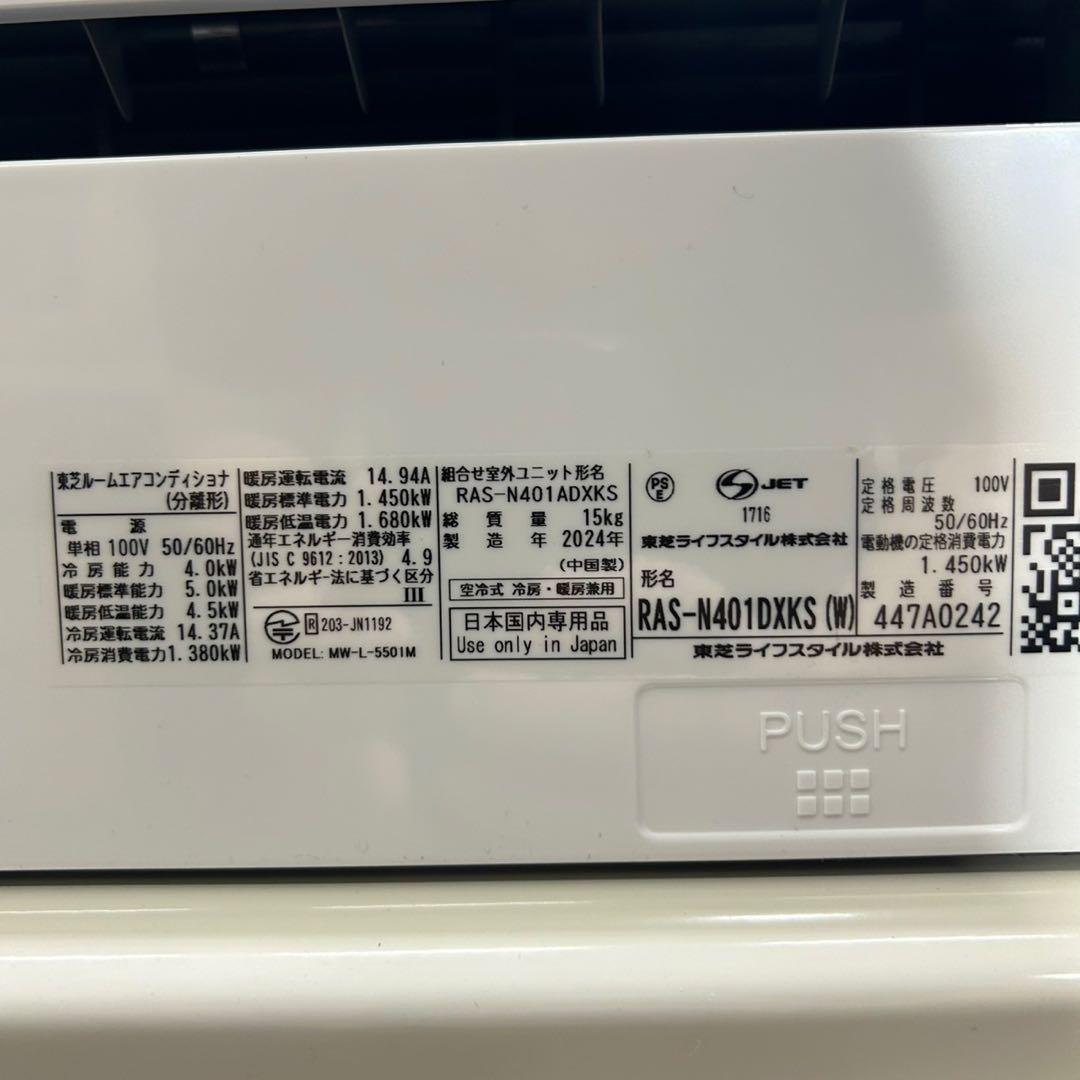 東芝ルームエアコンディショナ
(分離形)
電源
単相 100V 50/60Hz
冷房能力 4.0kW
暖房標準能力 5.0kW
暖房低温能力 4.5kW
冷房運転電流 14.37A
冷房消費電力 1.380kW
暖房運転電流 14.94A
暖房標準電力 1.450kW
暖房低温電力 1.680kW
通年エネルギー消費効率
(JIS C 9612:2013) 4.9
省エネルギー法に基づく区分
III
R 203-JN1192
MODEL: MW-L-5501M
組合せ室外ユニット形名
RAS-N401ADXKS
総質量 15kg
製造年 2024年
(中国製)
空冷式 冷房・暖房兼用
日本国内専用品
Use only in Japan
PS E
JET
1716
東芝ライフスタイル株式会社
形名
RAS-N401DXKS(W)
定格電圧 100V
定格周波数
50/60Hz
電動機の定格消費電力
1.450kW
製造番号
447A0242
東芝ライフスタイル株式会社
PUSH